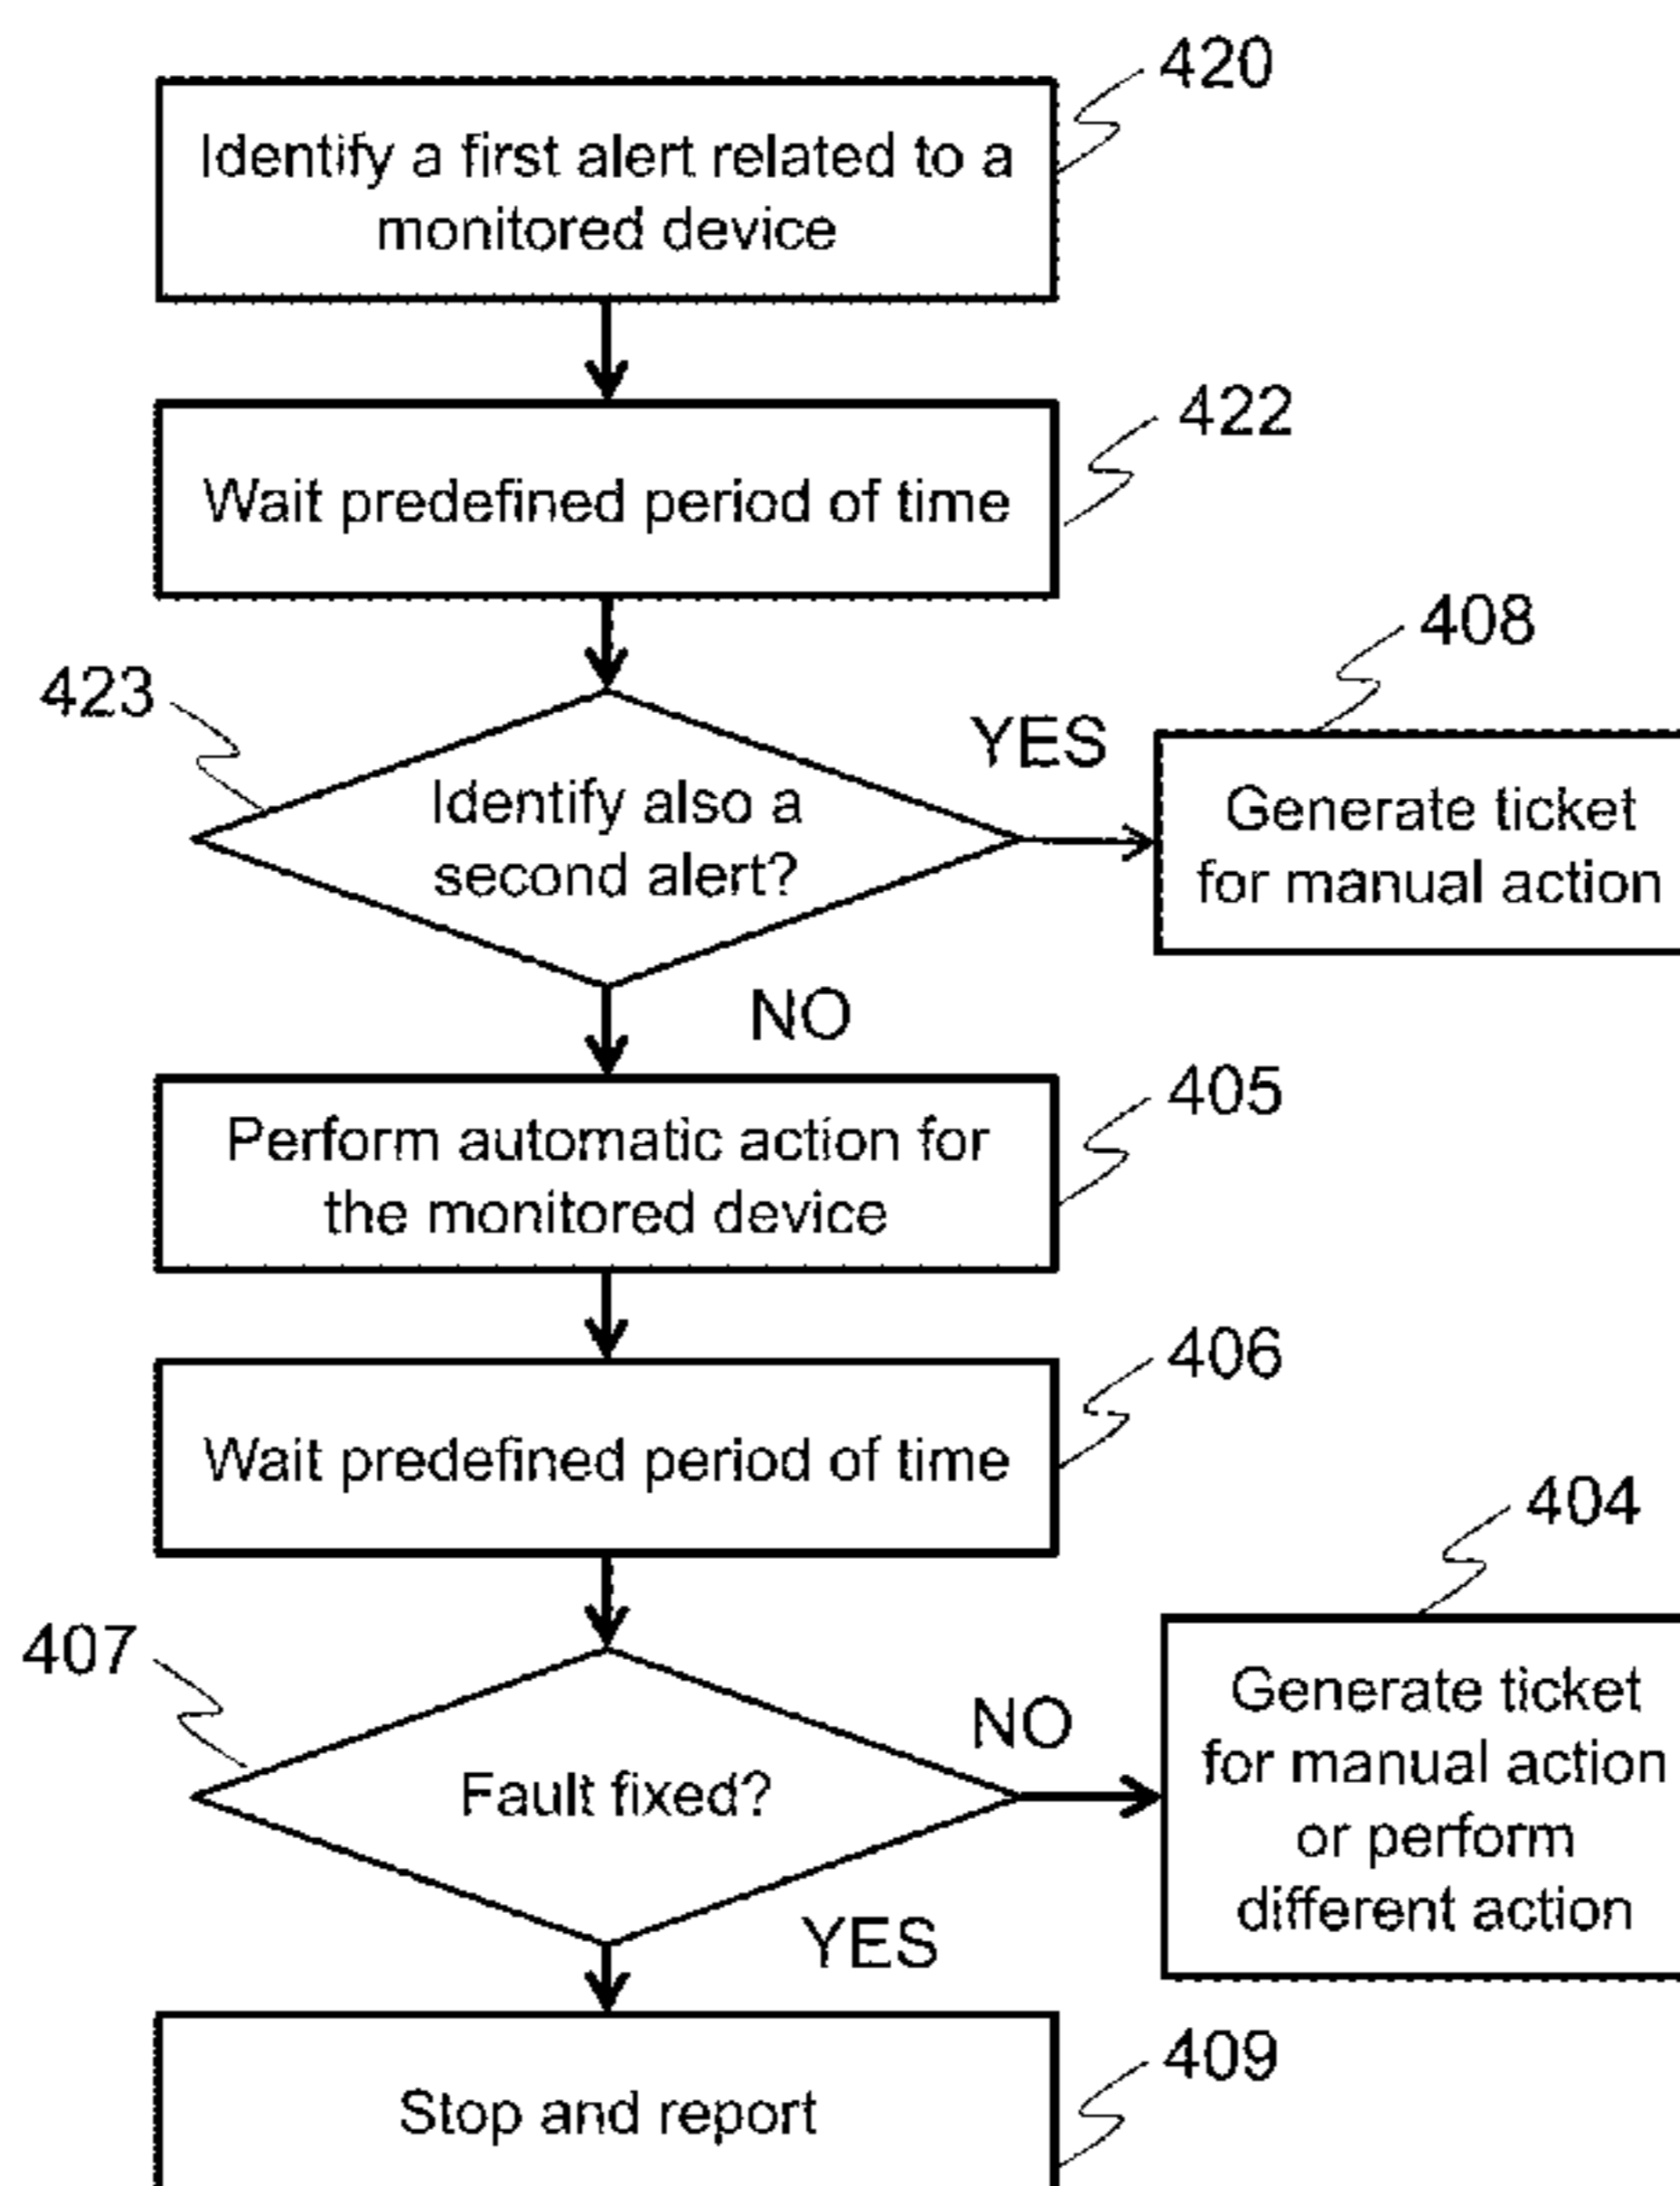 420
Identify a first alert related to a
monitored device
422
Wait predefined period of time
408
423
YES
Identify also a
second alert?
Generate ticket
for manual action
NO
405
Perform automatic action for
the monitored device
406
Wait predefined period of time
404
407
NO
Fault fixed?
Generate ticket
for manual action
or perform
different action
YES
409
Stop and report